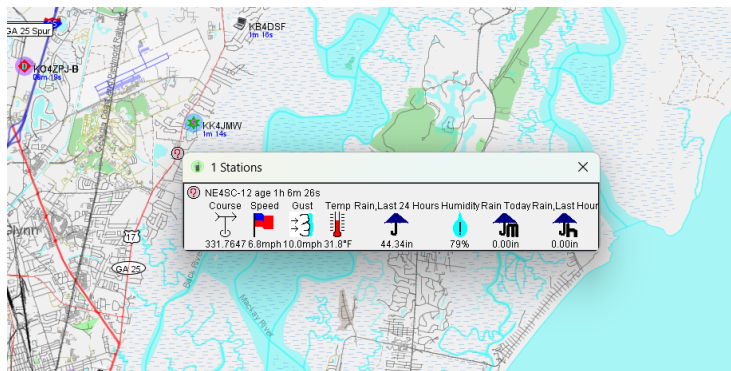 GA 25 Spur
KB4DSF
1m 16s
KO4ZPJ-B
KK4JMW
1m 14s
1 Stations
NE4SC-12 age 1h 6m 26s
Course Speed Gust Temp Rain,Last 24 Hours Humidity Rain Today Rain,Last Hour
331.7647 6.8mph 10.0mph 31.8°F 44.34in 79% 0.00in 0.00in
Glynn
17
GA 25
Back River
Mackay River